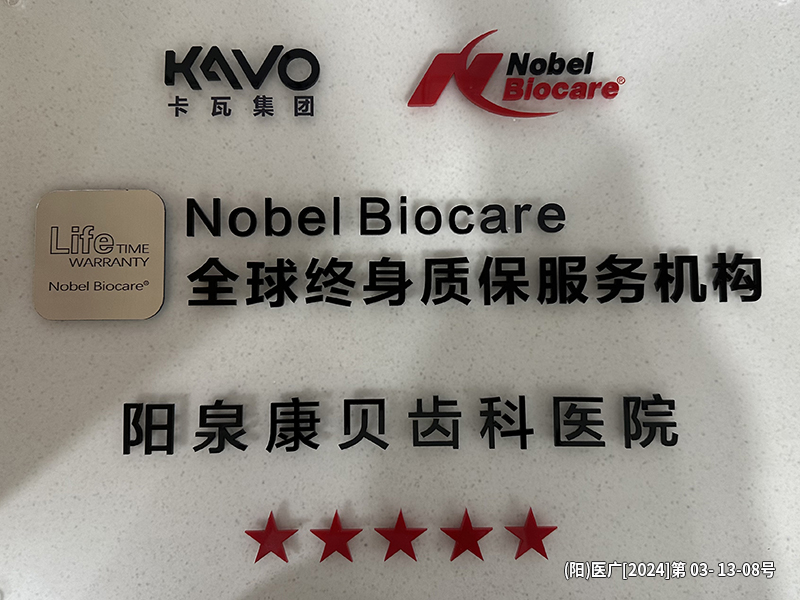 KAVO
卡瓦集团
Nobel
Biocare®
Life TIME
WARRANTY
Nobel Biocare®
Nobel Biocare
全球终身质保服务机构
阳泉康贝齿科医院
(阳)医广[2024]第 03- 13-08号